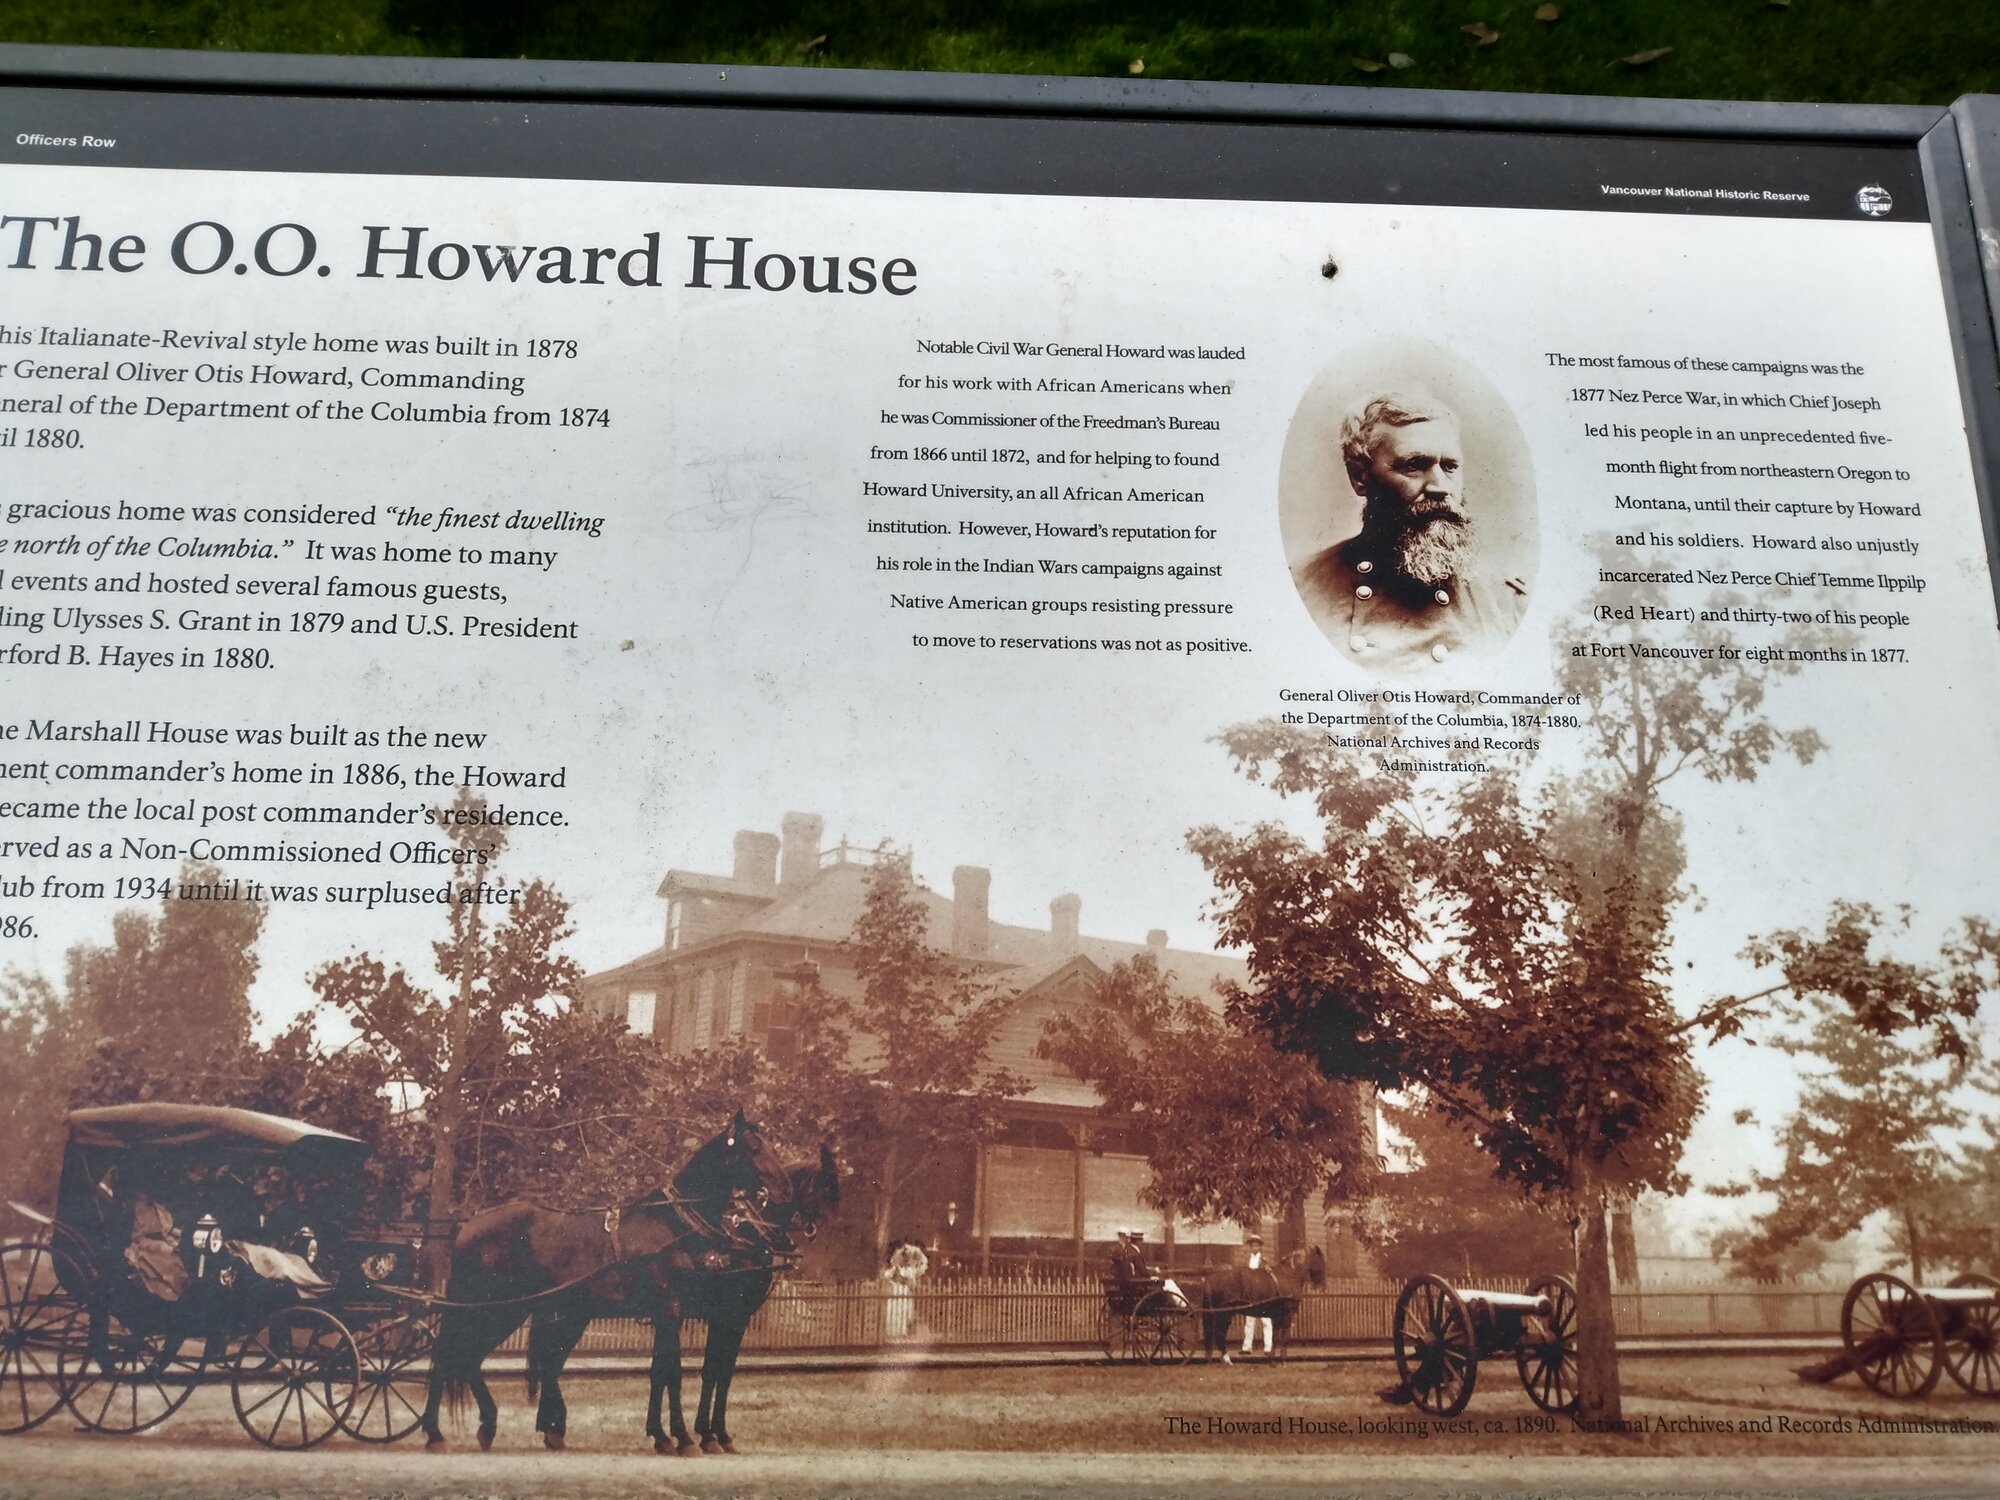 Officers Row
Vancouver National Historic Reserve
The O.O. Howard House
his Italianate-Revival style home was built in 1878
r General Oliver Otis Howard, Commanding
neral of the Department of the Columbia from 1874
il 1880.
s gracious home was considered "the finest dwelling
e north of the Columbia." It was home to many
l events and hosted several famous guests,
ling Ulysses S. Grant in 1879 and U.S. President
rford B. Hayes in 1880.
he Marshall House was built as the new
ment commander's home in 1886, the Howard
ecame the local post commander's residence.
erved as a Non-Commissioned Officers'
lub from 1934 until it was surplused after
986.
Notable Civil War General Howard was lauded
for his work with African Americans when
he was Commissioner of the Freedman's Bureau
from 1866 until 1872, and for helping to found
Howard University, an all African American
institution. However, Howard's reputation for
his role in the Indian Wars campaigns against
Native American groups resisting pressure
to move to reservations was not as positive.
General Oliver Otis Howard, Commander of
the Department of the Columbia, 1874-1880.
National Archives and Records
Administration.
The most famous of these campaigns was the
1877 Nez Perce War, in which Chief Joseph
led his people in an unprecedented five-
month flight from northeastern Oregon to
Montana, until their capture by Howard
and his soldiers. Howard also unjustly
incarcerated Nez Perce Chief Temme Ilppilp
(Red Heart) and thirty-two of his people
at Fort Vancouver for eight months in 1877.
The Howard House, looking west, ca. 1890. National Archives and Records Administration.